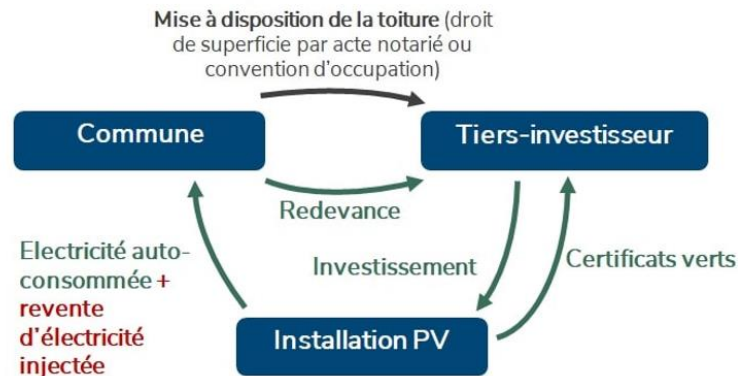 Mise à disposition de la toiture (droit
de superficie par acte notarié ou
convention d’occupation)
Commune
Tiers-investisseur
Redevance
Electricité auto-
consommée +
revente
d’électricité
injectée
Investissement
Certificats verts
Installation PV